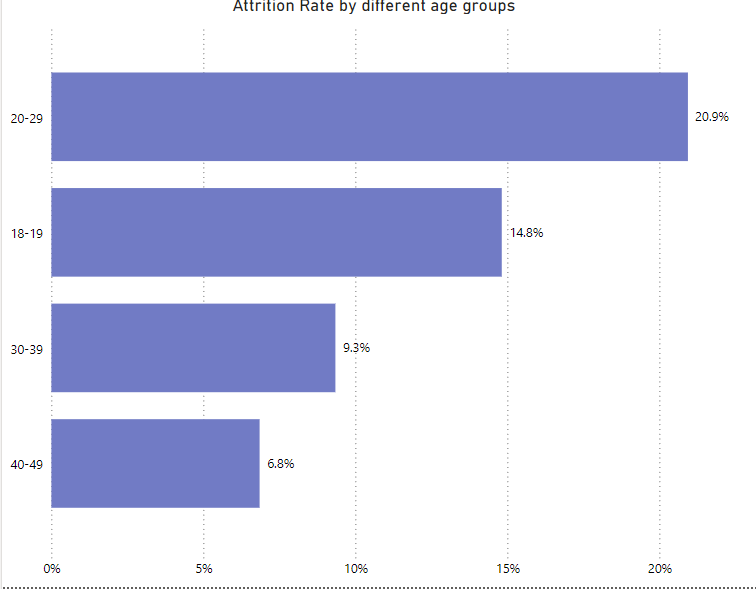 Attrition Rate by different age groups
20-29 20.9%
18-19 14.8%
30-39 9.3%
40-49 6.8%
0% 5% 10% 15% 20%